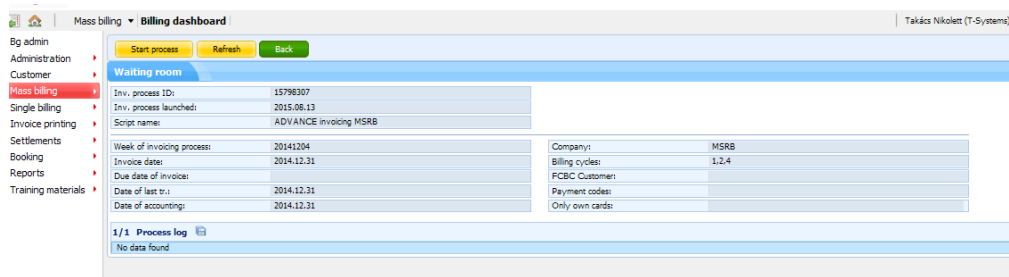 Mass billing Billing dashboard Takács Nikolett (T-Systems)
Bg admin
Administration
Customer
Mass billing
Single billing
Invoice printing
Settlements
Booking
Reports
Training materials
Start process Refresh Back
Waiting room
Inv. process ID: 15798307
Inv. process launched: 2015.08.13
Script name: ADVANCE invoicing MSRB
Week of invoicing process: 20141204 Company: MSRB
Invoice date: 2014.12.31 Billing cycles: 1,2,4
Due date of invoice: FCBC Customer:
Date of last tr.: 2014.12.31 Payment codes:
Date of accounting: 2014.12.31 Only own cards:
1/1 Process log
No data found